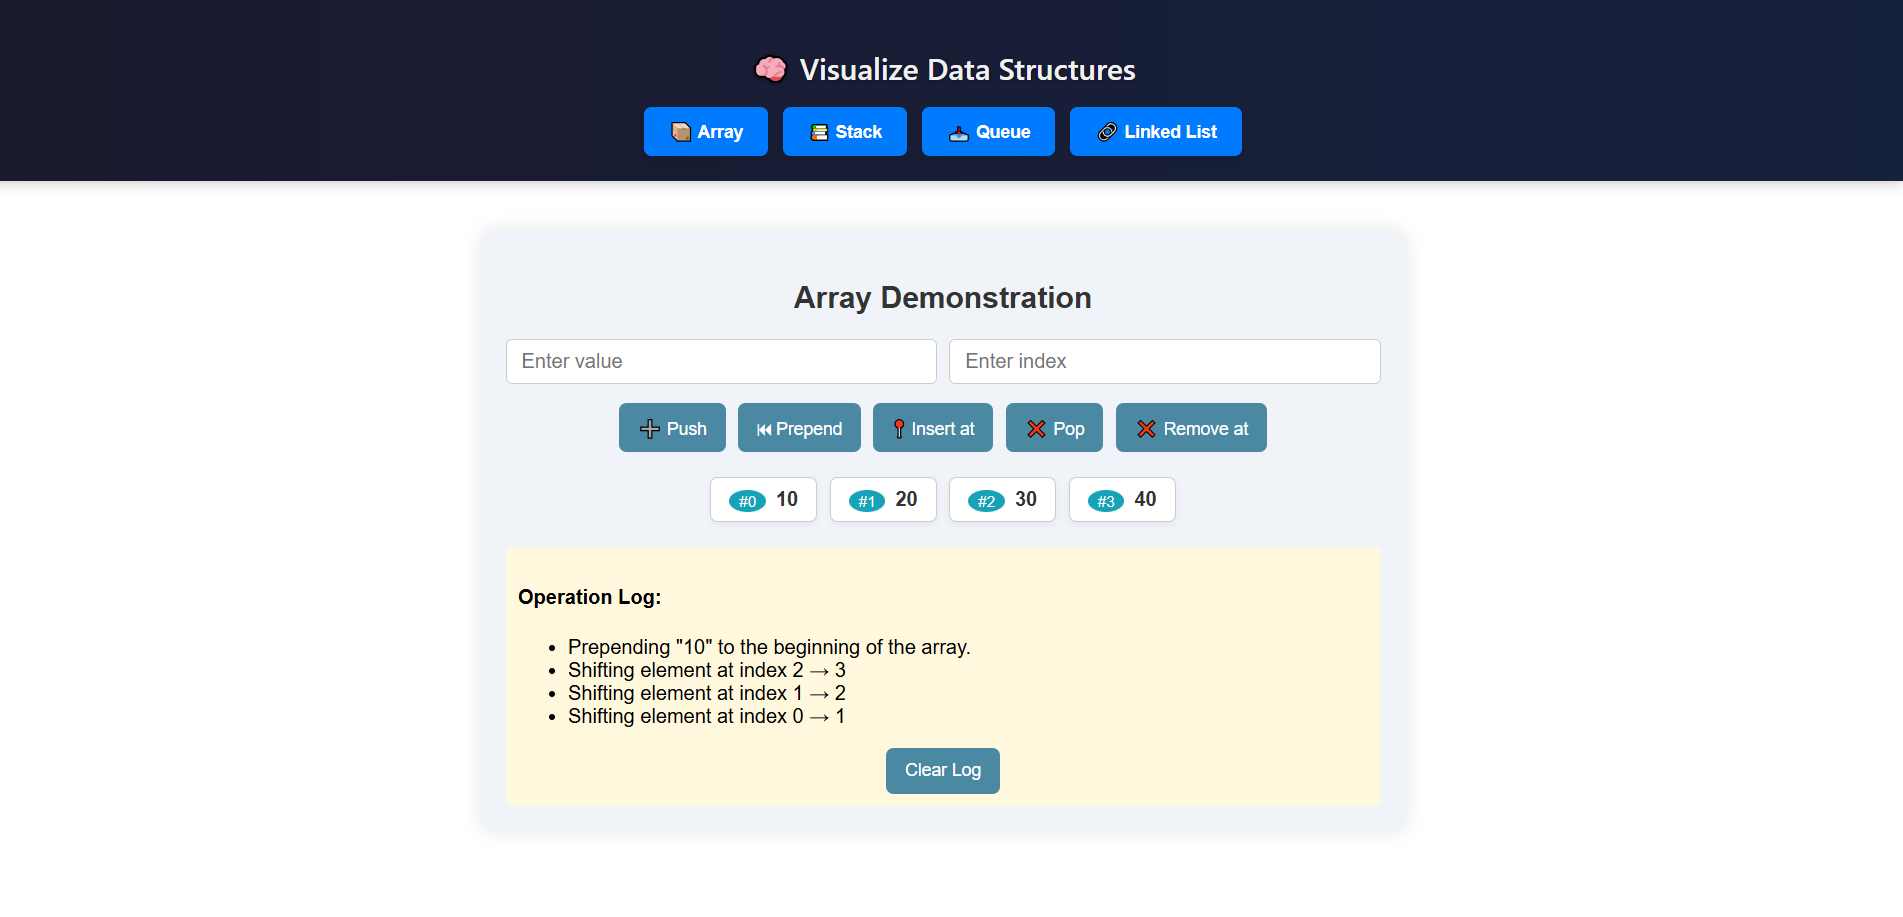 🧠 Visualize Data Structures
📦 Array 📚 Stack 📥 Queue 🔗 Linked List
Array Demonstration
Enter value Enter index
➕ Push ⏮ Prepend 📍 Insert at ❌ Pop ❌ Remove at
#0 10 #1 20 #2 30 #3 40
Operation Log:
• Prepending "10" to the beginning of the array.
• Shifting element at index 2 → 3
• Shifting element at index 1 → 2
• Shifting element at index 0 → 1
Clear Log